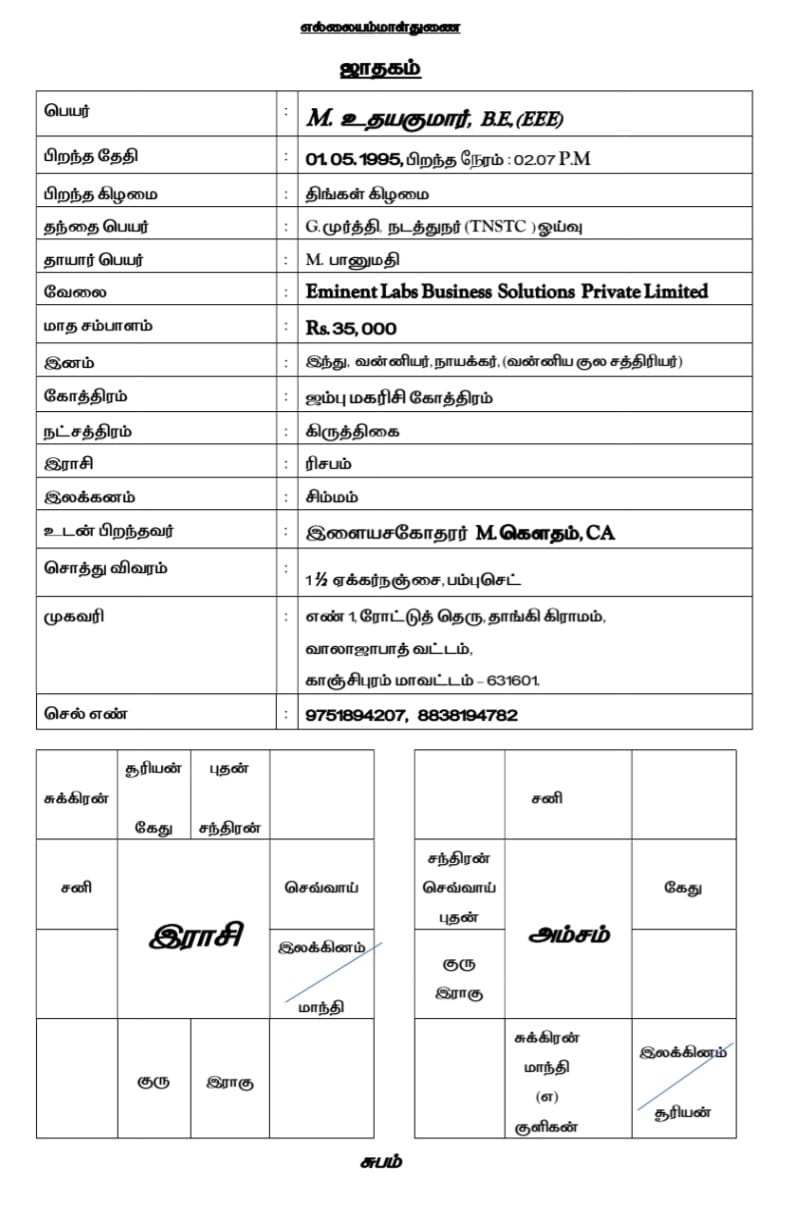 எல்லையம்மாள்துணை
ஜாதகம்
பெயர் : M. உதயகுமார், B.E, (EEE)
பிறந்த தேதி : 01. 05. 1995, பிறந்த நேரம் : 02.07 P.M
பிறந்த கிழமை : திங்கள் கிழமை
தந்தை பெயர் : G. முர்த்தி, நடத்துநர் (TNSTC ) ஓய்வு
தாயார் பெயர் : M. பானுமதி
வேலை : Eminent Labs Business Solutions Private Limited
மாத சம்பாளம் : Rs. 35, 000
இனம் : இந்து, வன்னியர், நாயக்கர், (வன்னிய குல சத்திரியர்)
கோத்திரம் : ஜம்பு மகரிசி கோத்திரம்
நட்சத்திரம் : கிருத்திகை
இராசி : ரிசபம்
இலக்கனம் : சிம்மம்
உடன் பிறந்தவர் : இளையசகோதரர் M. கௌதம், CA
சொத்து விவரம் : 1 ½ ஏக்கர்நஞ்சை, பம்புசெட்
முகவரி : எண் 1, ரோட்டுத் தெரு, தாங்கி கிராமம்,
வாலாஜாபாத் வட்டம்,
காஞ்சிபுரம் மாவட்டம் – 631601.
செல் எண் : 9751894207, 8838194782
சுக்கிரன்
சூரியன்
கேது
புதன்
சந்திரன்
சனி
இராசி
செவ்வாய்
இலக்கினம்
மாந்தி
குரு
இராகு
சனி
சந்திரன்
செவ்வாய்
புதன்
அம்சம்
கேது
குரு
இராகு
சுக்கிரன்
மாந்தி
(எ)
குளிகன்
இலக்கினம்
சூரியன்
சுபம்